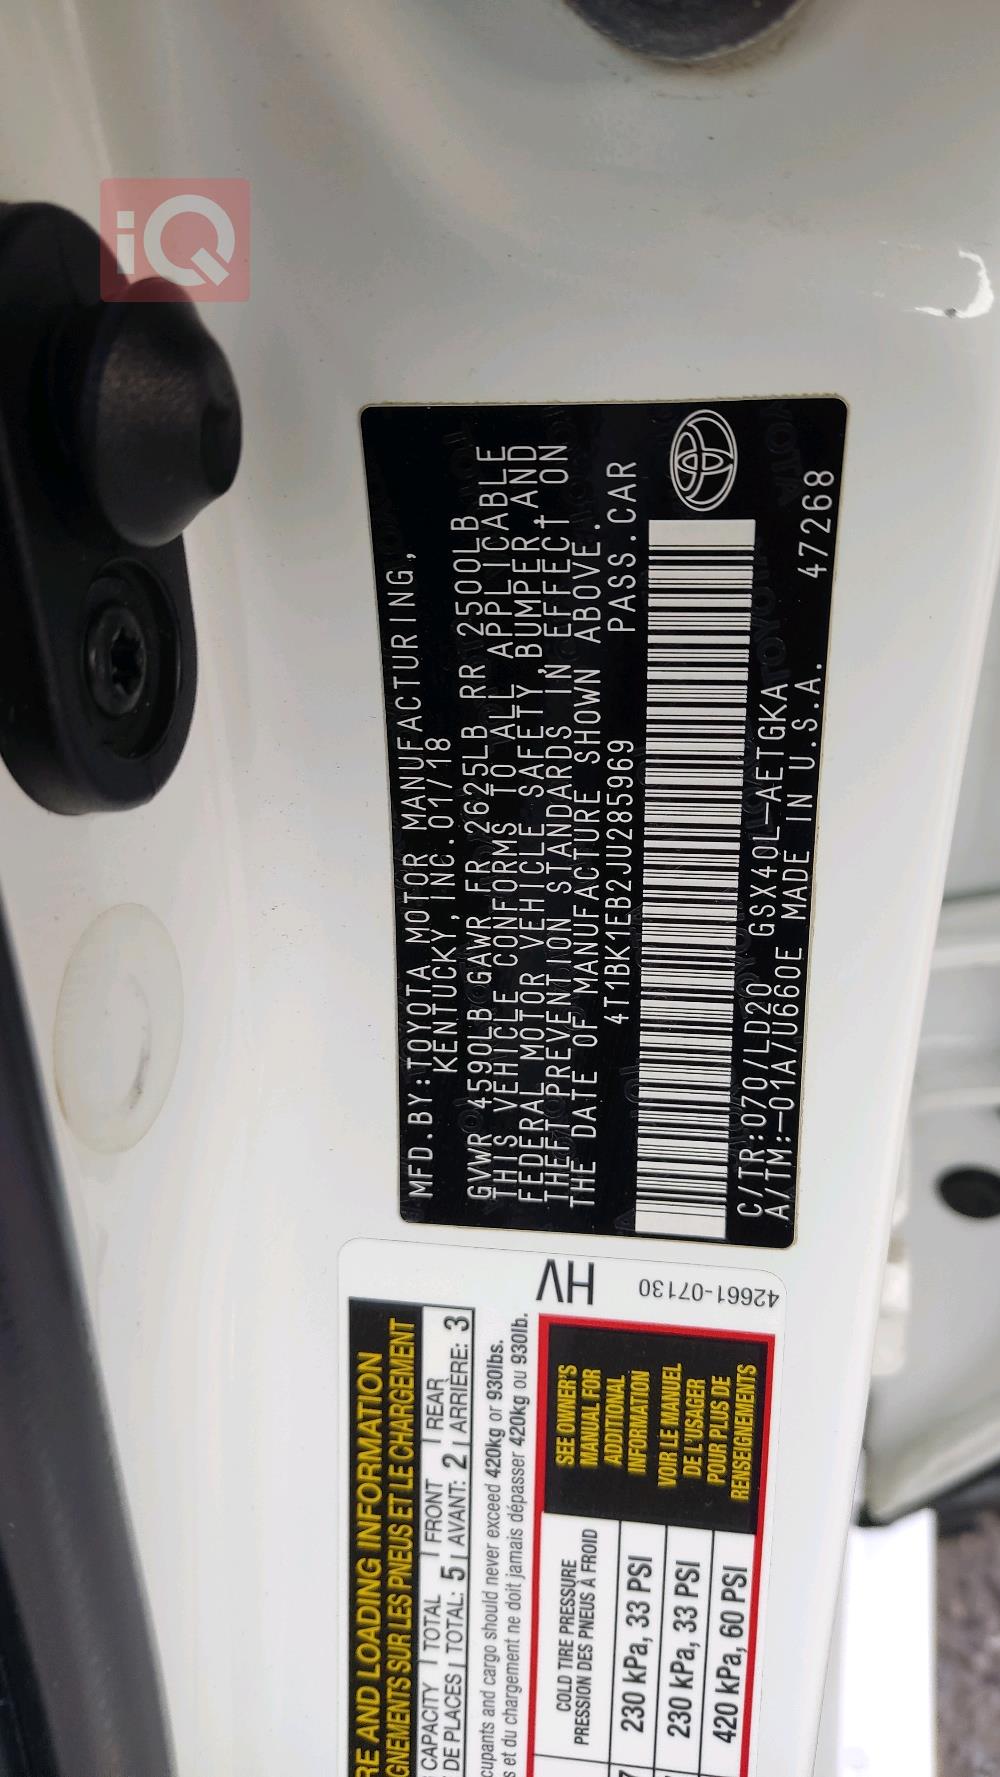 iQ
MFD.BY:TOYOTA MOTOR MANUFACTURING,
KENTUCKY,INC.01/18
GVWR 4590LB GAWR FR 2625LB RR 2500LB
THIS VEHICLE CONFORMS TO ALL APPLICABLE
FEDERAL MOTOR VEHICLE SAFETY,BUMPER,AND
THEFT PREVENTION STANDARDS IN EFFECT ON
THE DATE OF MANUFACTURE SHOWN ABOVE.
4T1BK1EB2JU285969 PASS.CAR
C/TR:070/LD20 GSX40L-AETGKA
A/TM:-01A/U660E MADE IN U.S.A.
47268
HV
42661-07130
RE AND LOADING INFORMATION
GNEMENTS SUR LES PNEUS ET LE CHARGEMENT
CAPACITY | TOTAL | FRONT | REAR
DE PLACES | TOTAL: 5 | AVANT: 2 | ARRIÈRE: 3
cupants and cargo should never exceed 420kg or 930lbs.
s et du chargement ne doit jamais dépasser 420kg ou 930lb.
COLD TIRE PRESSURE
PRESSION DES PNEUS À FROID
230 kPa, 33 PSI
230 kPa, 33 PSI
420 kPa, 60 PSI
SEE OWNER'S
MANUAL FOR
ADDITIONAL
INFORMATION
VOIR LE MANUEL
DE L'USAGER
POUR PLUS DE
RENSEIGNEMENTS